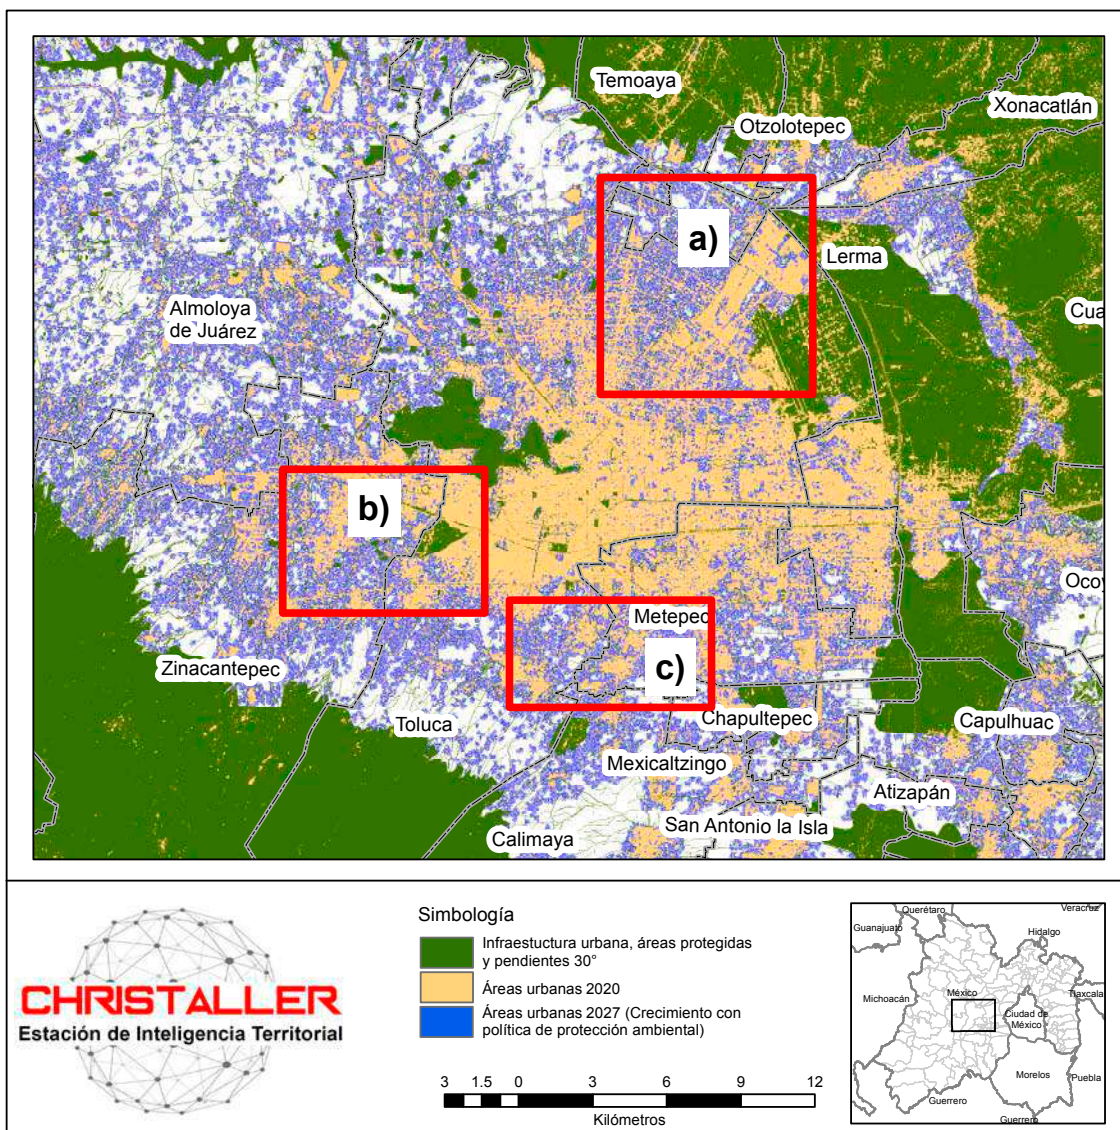 Temoaya
Xonacatlán
Otzolotepec
a)
Lerma
Almoloya
de Juárez
Cua
b)
Ocoy
Metepec
c)
Zinacantepec
Toluca
Chapultepec
Capulhuac
Mexicaltzingo
Atizapán
San Antonio la Isla
Calimaya
CHRISTALLER
Estación de Inteligencia Territorial
Simbología
Infraestuctura urbana, áreas protegidas
y pendientes 30°
Áreas urbanas 2020
Áreas urbanas 2027 (Crecimiento con
política de protección ambiental)
3 1.5 0 3 6 9 12
Kilómetros
Querétaro
Veracruz
Guanajuato
Hidalgo
Michoacán
México
Tlaxcala
Ciudad de
México
Morelos
Puebla
Guerrero
Guerrero